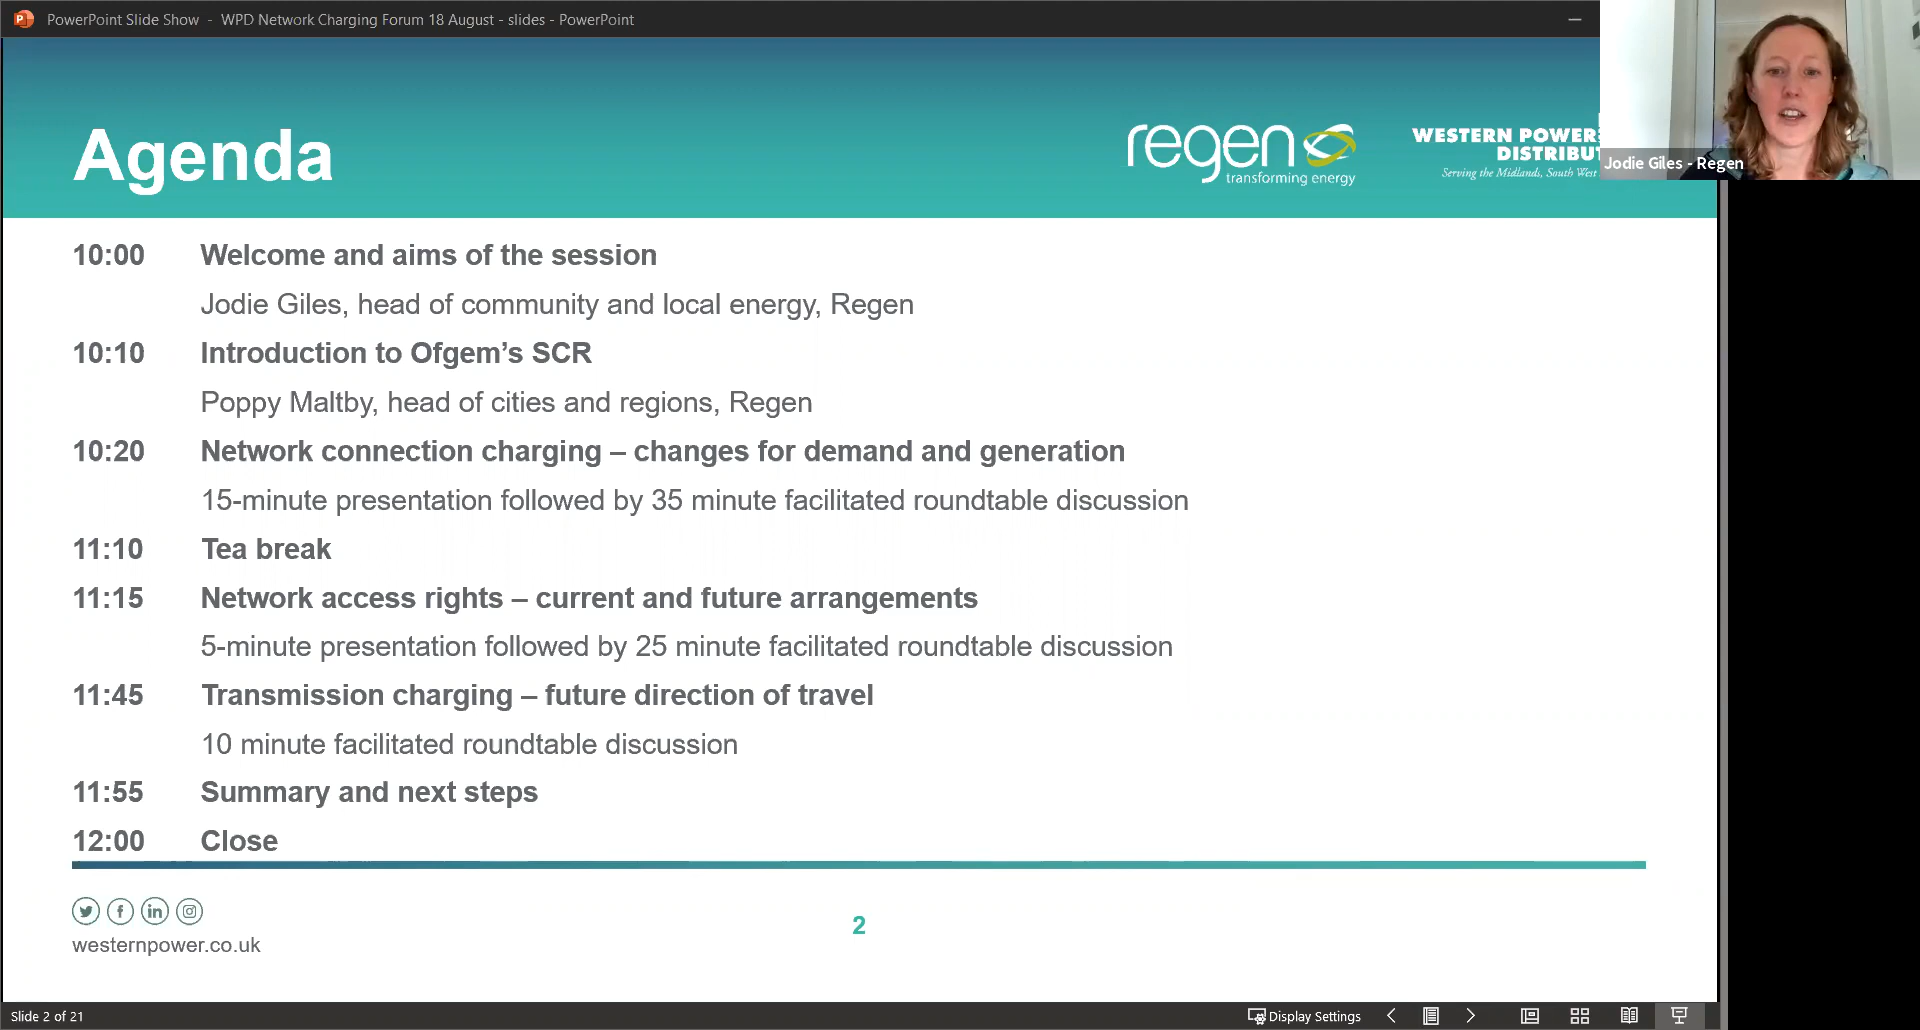 PowerPoint Slide Show - WPD Network Charging Forum 18 August - slides - PowerPoint
Agenda
regen
transforming energy
WESTERN POWER
DISTRIBUT
Serving the Midlands, South West
Jodie Giles - Regen
10:00 Welcome and aims of the session
Jodie Giles, head of community and local energy, Regen
10:10 Introduction to Ofgem’s SCR
Poppy Maltby, head of cities and regions, Regen
10:20 Network connection charging – changes for demand and generation
15-minute presentation followed by 35 minute facilitated roundtable discussion
11:10 Tea break
11:15 Network access rights – current and future arrangements
5-minute presentation followed by 25 minute facilitated roundtable discussion
11:45 Transmission charging – future direction of travel
10 minute facilitated roundtable discussion
11:55 Summary and next steps
12:00 Close
westernpower.co.uk
2
Slide 2 of 21
Display Settings